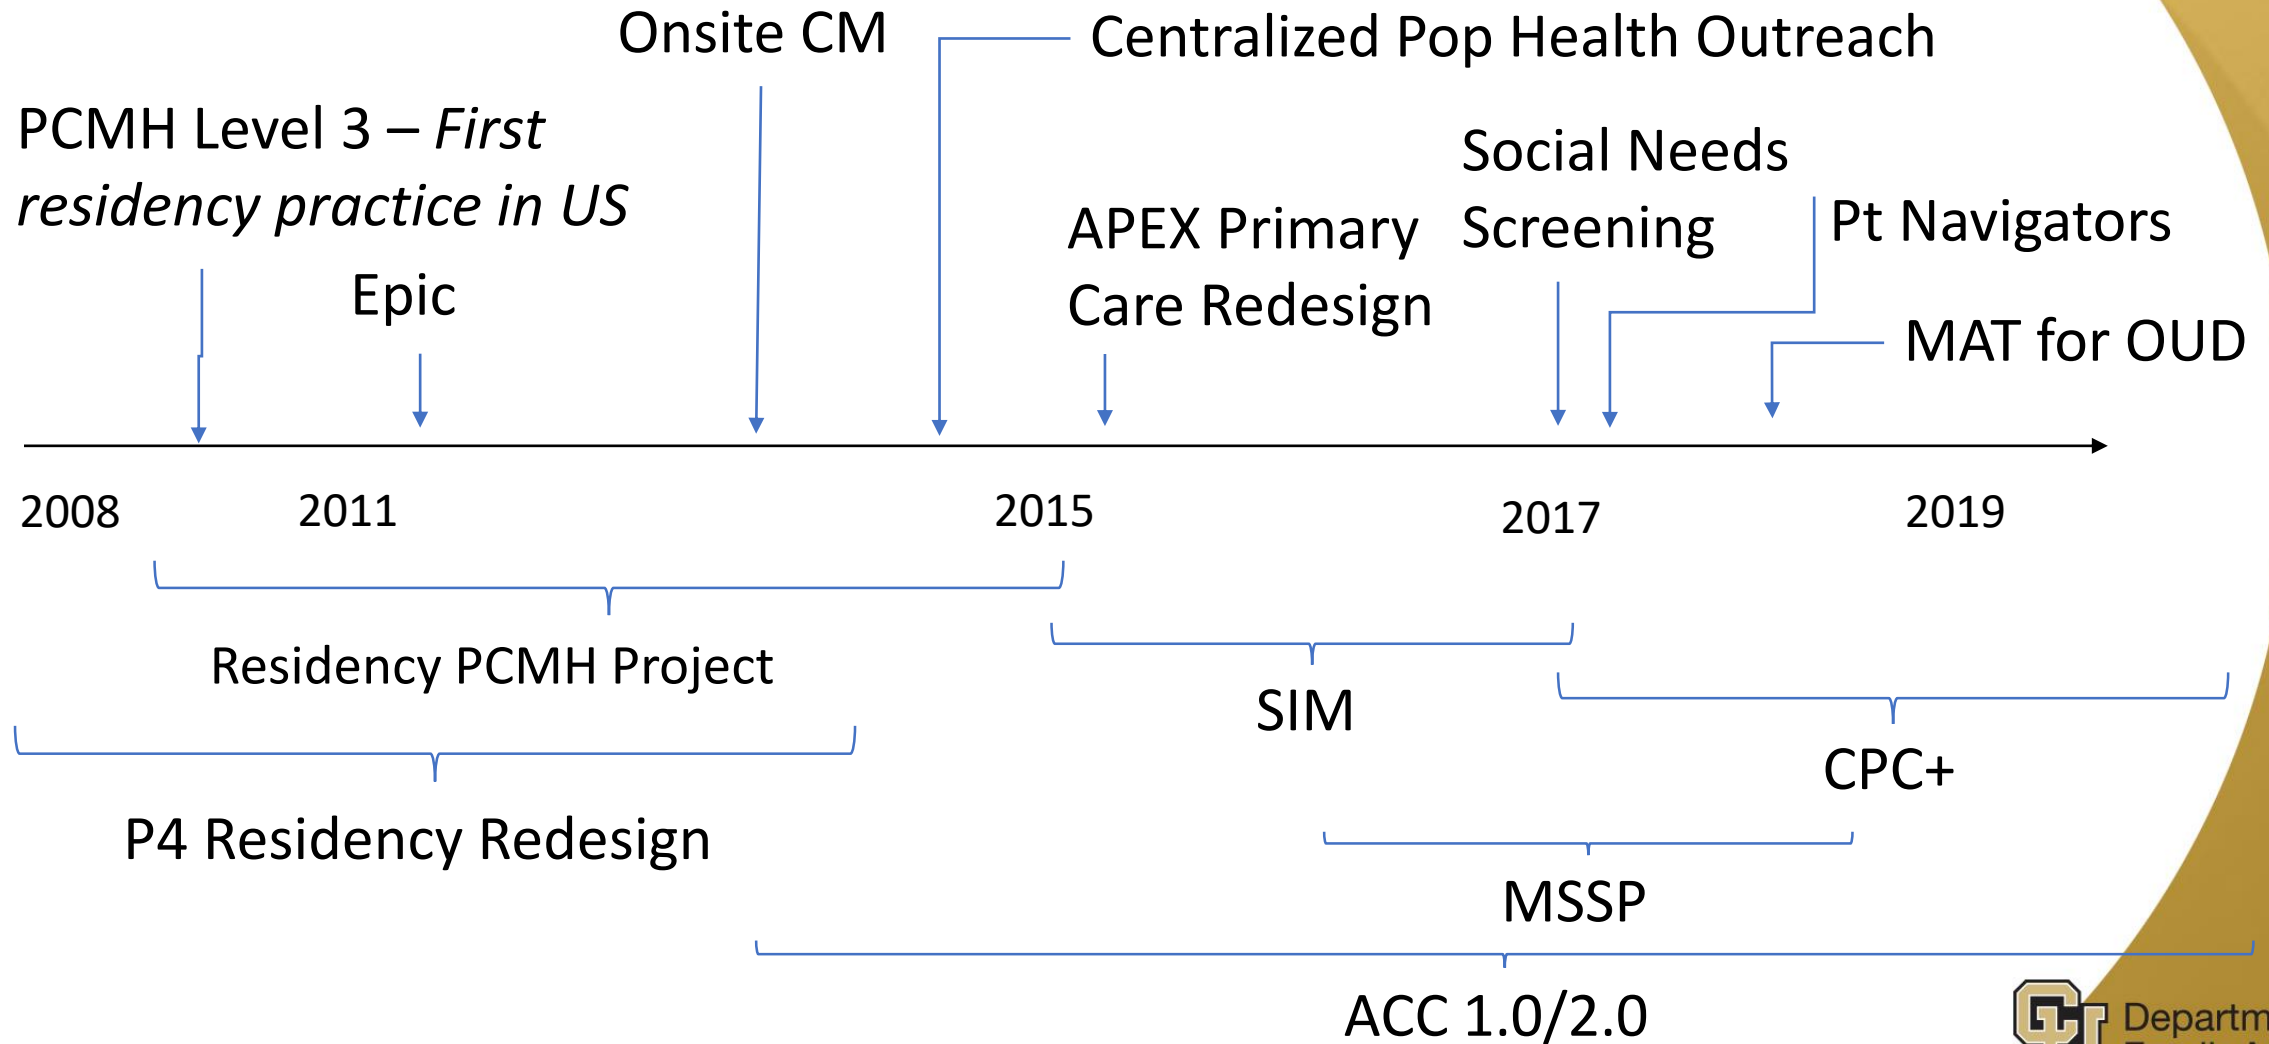 Onsite CM
Centralized Pop Health Outreach
PCMH Level 3 – First
residency practice in US
Epic
APEX Primary
Care Redesign
Social Needs
Screening
Pt Navigators
MAT for OUD
2008
2011
2015
2017
2019
Residency PCMH Project
SIM
CPC+
P4 Residency Redesign
MSSP
ACC 1.0/2.0
CU